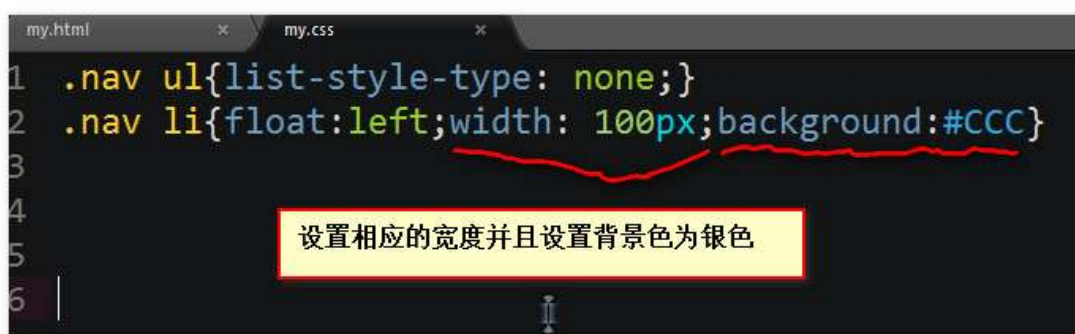 my.html × my.css ×
1 .nav ul{list-style-type: none;}
2 .nav li{float:left;width: 100px;background:#CCC}
3
4
设置相应的宽度并且设置背景色为银色
5
6